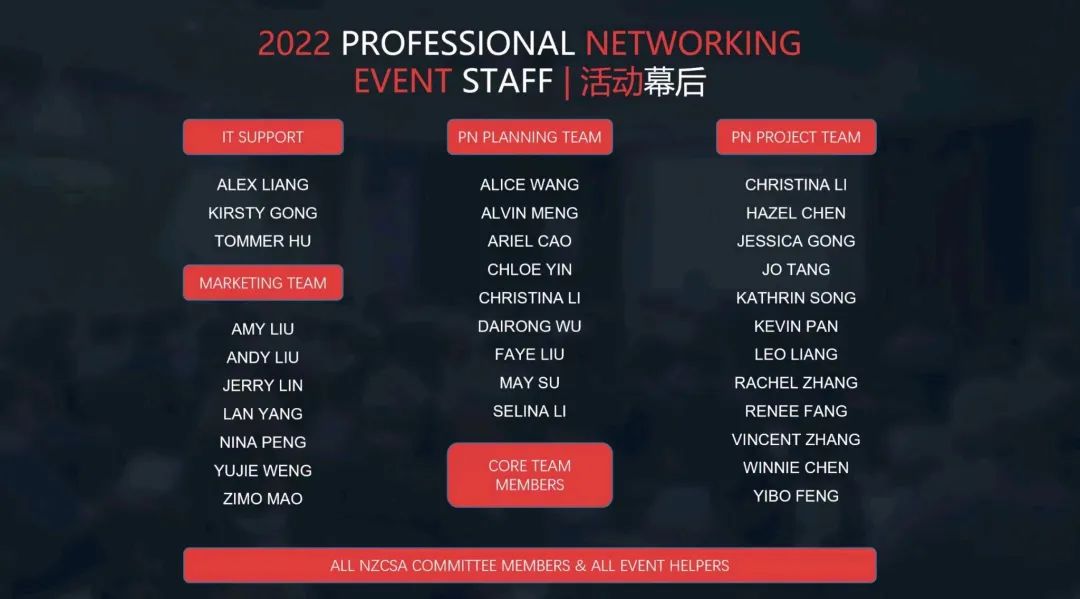 2022 PROFESSIONAL NETWORKING
EVENT STAFF | 活动幕后
IT SUPPORT
ALEX LIANG
KIRSTY GONG
TOMMER HU
MARKETING TEAM
AMY LIU
ANDY LIU
JERRY LIN
LAN YANG
NINA PENG
YUJIE WENG
ZIMO MAO
PN PLANNING TEAM
ALICE WANG
ALVIN MENG
ARIEL CAO
CHLOE YIN
CHRISTINA LI
DAIRONG WU
FAYE LIU
MAY SU
SELINA LI
CORE TEAM
MEMBERS
PN PROJECT TEAM
CHRISTINA LI
HAZEL CHEN
JESSICA GONG
JO TANG
KATHRIN SONG
KEVIN PAN
LEO LIANG
RACHEL ZHANG
RENEE FANG
VINCENT ZHANG
WINNIE CHEN
YIBO FENG
ALL NZCSA COMMITTEE MEMBERS & ALL EVENT HELPERS